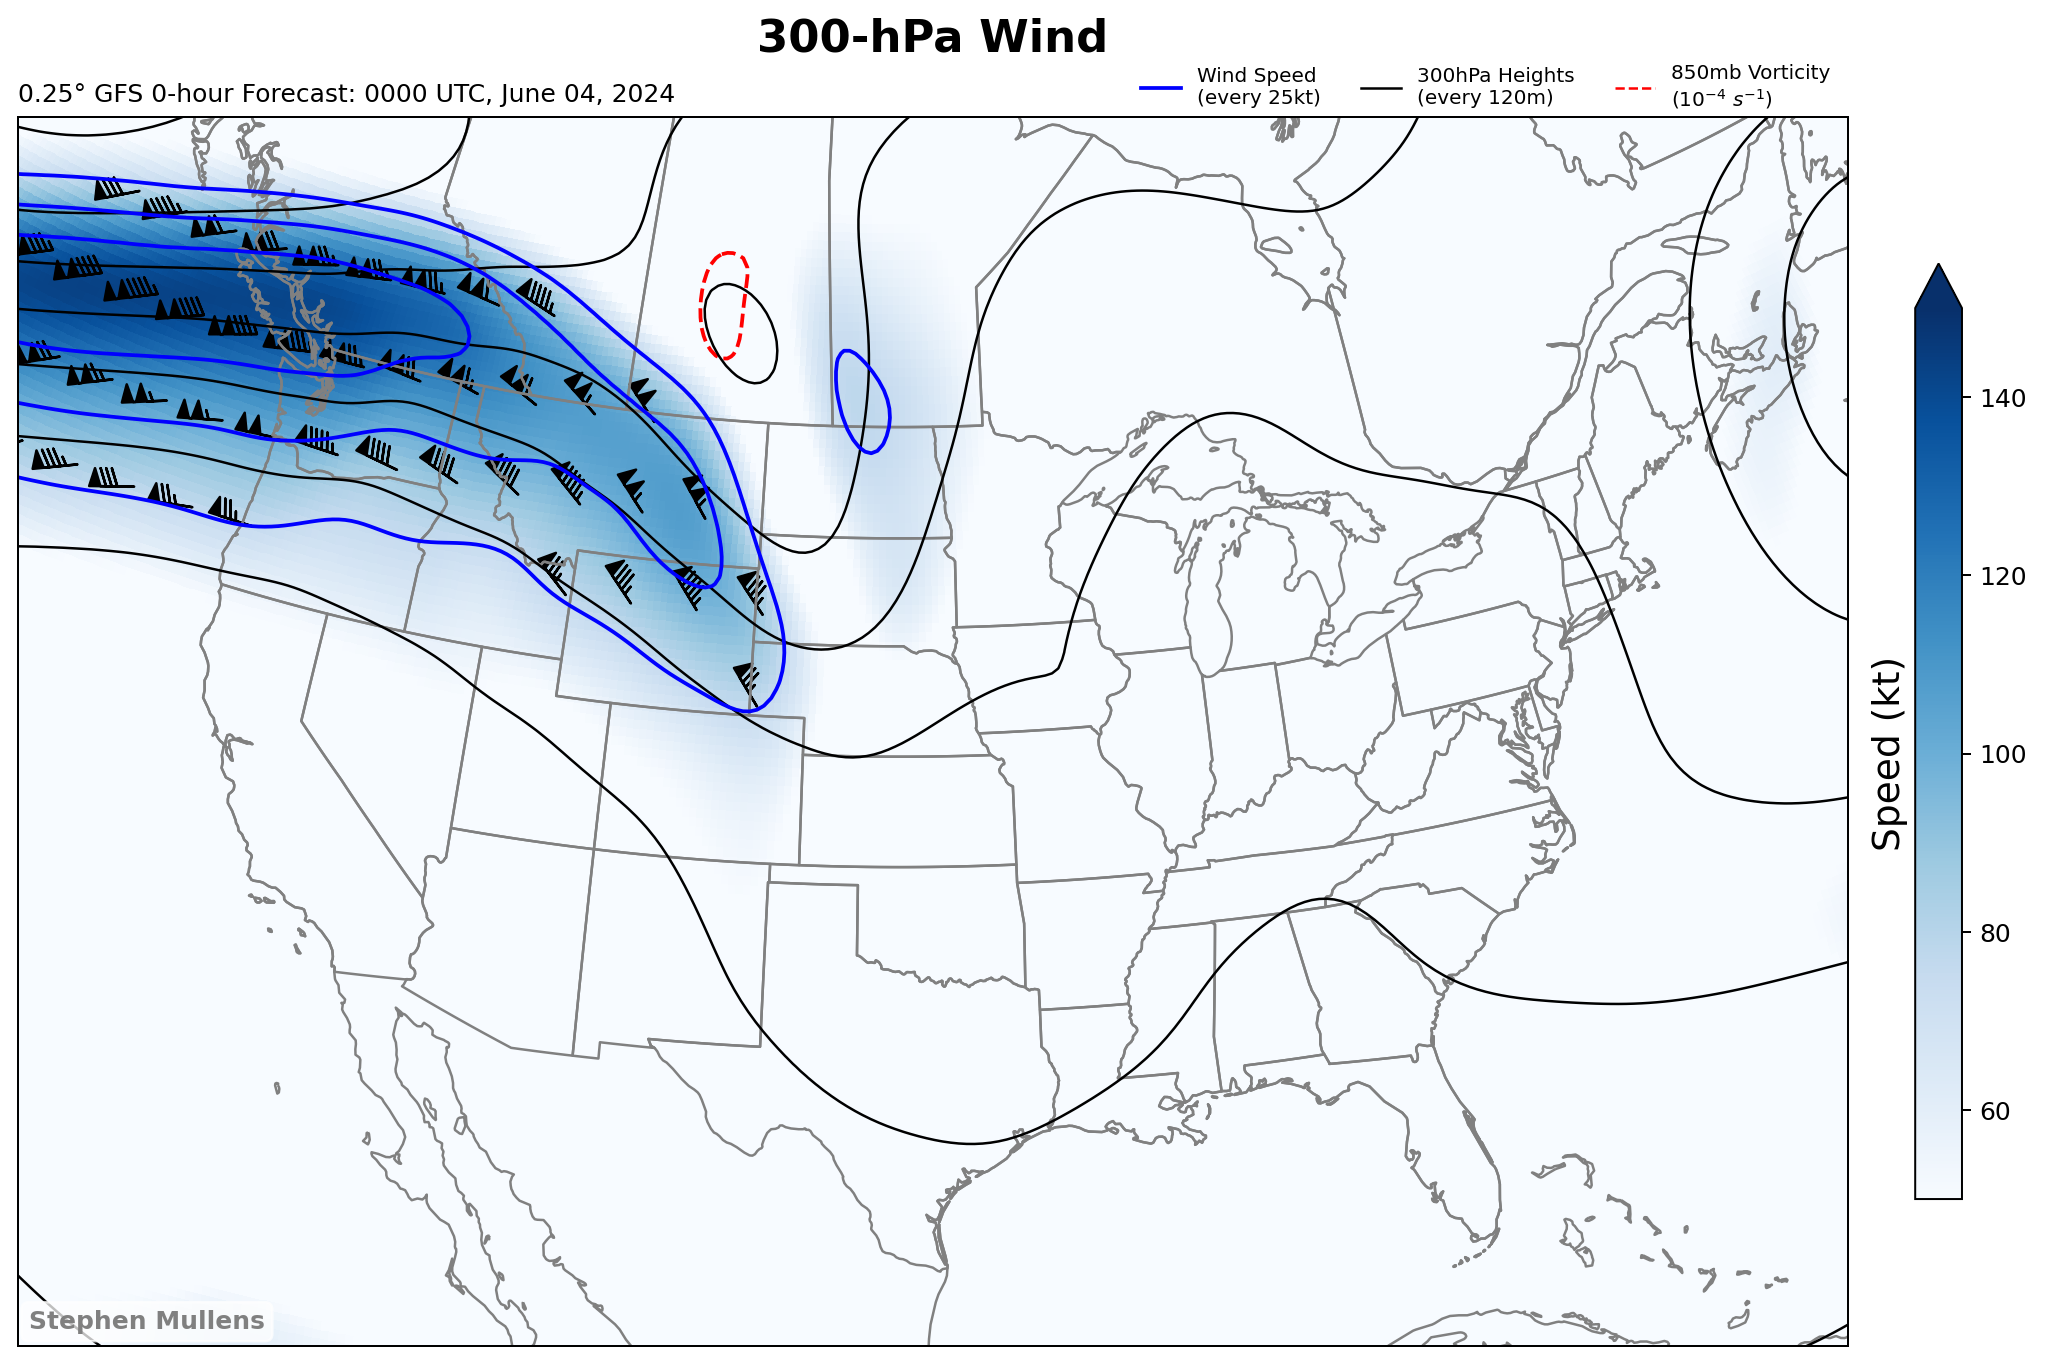 300-hPa Wind
0.25° GFS 0-hour Forecast: 0000 UTC, June 04, 2024
Wind Speed
(every 25kt)
300hPa Heights
(every 120m)
850mb Vorticity
(10⁻⁴ s⁻¹)
140
120
100
80
60
Speed (kt)
Stephen Mullens